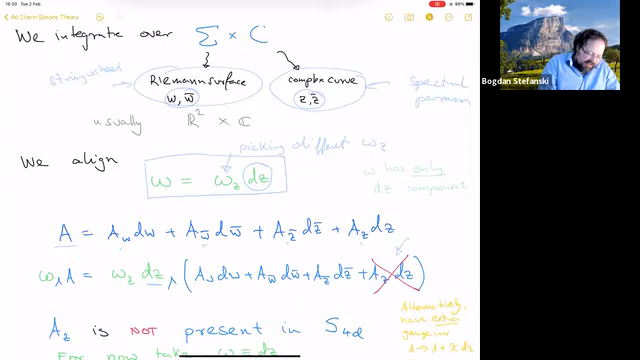 16:30 Tue 2 Feb
99%
4d Chern-Simons Theory
We integrate over Σ × C
Riemann surface
w, w̄
complex curve
z, z̄
spectral
Bogdan Stefanski
usually ℝ² × ℂ
picking different ω_z
We align
ω = ω_z dz
ω has only
dz component
A = A_w dw + A_w̄ dw̄ + A_z̄ dz̄ + A_z dz
ω ∧ A = ω_z dz ∧ (A_w dw + A_w̄ dw̄ + A_z̄ dz̄ + A_z dz)
A_z is NOT present in S_4d
Alternatively,
have extra
gauge inv
A → A + χ dz
For now take ω = dz